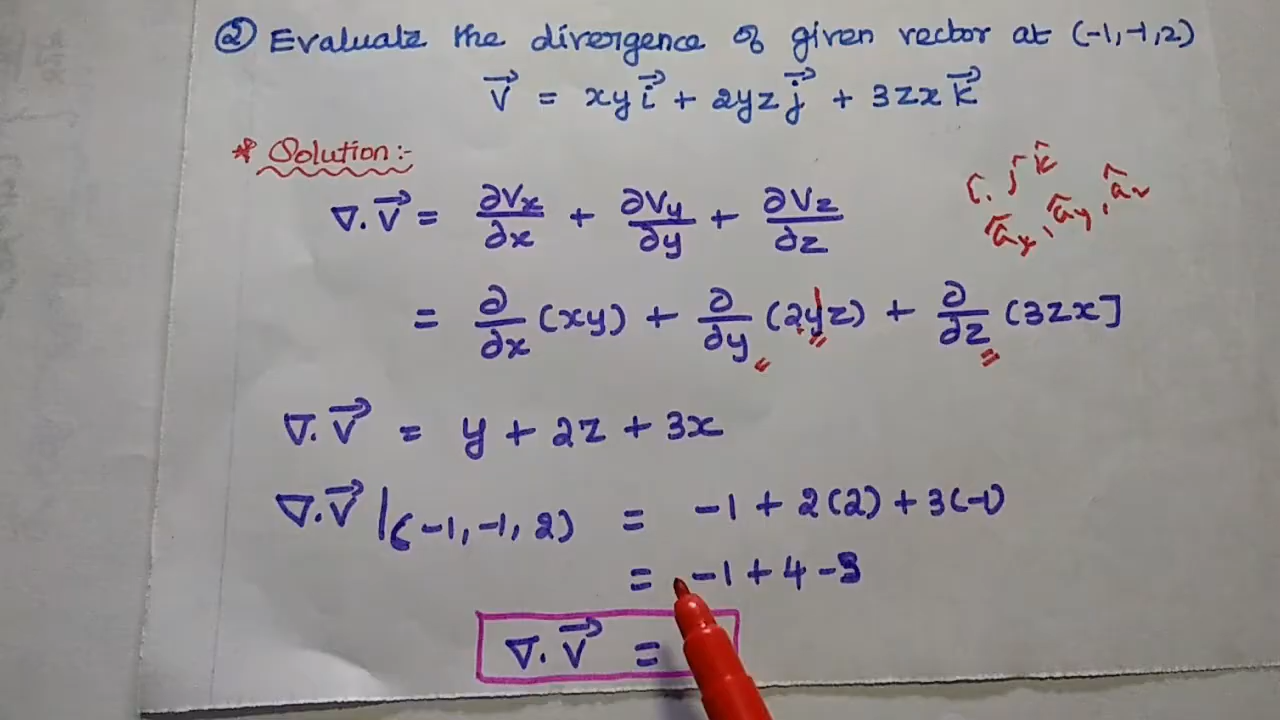 ② Evaluate the divergence of given vector at (-1,-1,2)
V⃗ = xy i⃗ + 2yz j⃗ + 3zx k⃗
* Solution:-
i. j k̂
âx, ây, âz
∇.V⃗ = ∂Vx/∂x + ∂Vy/∂y + ∂Vz/∂z
= ∂/∂x (xy) + ∂/∂y (2yz) + ∂/∂z (3zx]
∇.V⃗ = y + 2z + 3x
∇.V⃗ |(-1,-1,2) = -1 + 2(2) + 3(-1)
= -1 + 4 - 3
∇.V⃗ =